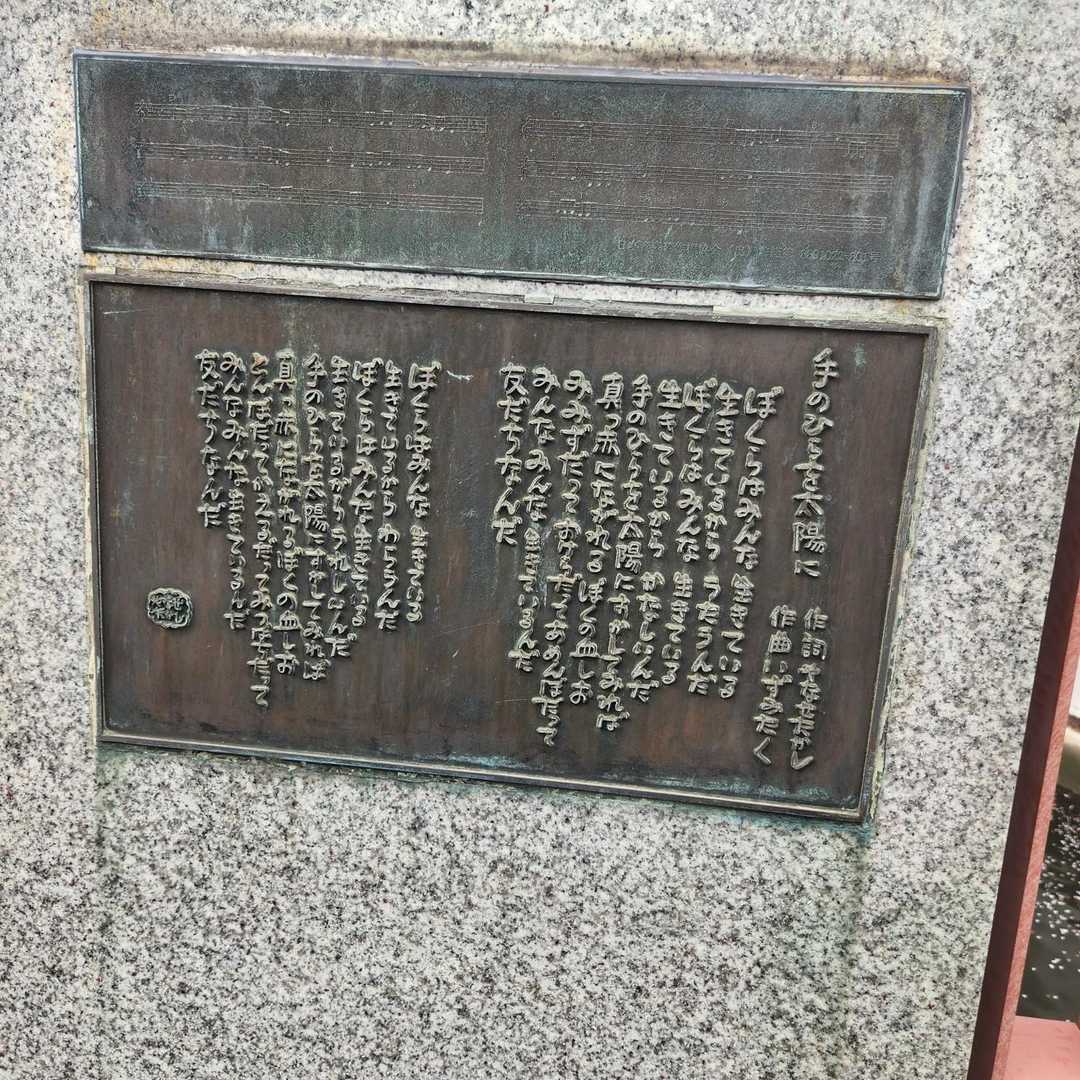 手のひらを太陽に
作詞 やなせたかし
作曲 いずみたく
ぼくらはみんな 生きている
生きているから うたうんだ
ぼくらは みんな 生きている
生きているから かなしいんだ
手のひらを太陽に すかしてみれば
真っ赤に ながれる ぼくの血しお
みみずだって おけらだって あめんぼだって
みんな みんな 生きているんだ
友だちなんだ
ぼくらはみんな 生きている
生きているから わらうんだ
ぼくらはみんな 生きている
生きているから うれしいんだ
手のひらを太陽に すかしてみれば
真っ赤に ながれる ぼくの血しお
とんぼだって かえるだって みつばちだって
みんな みんな 生きているんだ
友だちなんだ